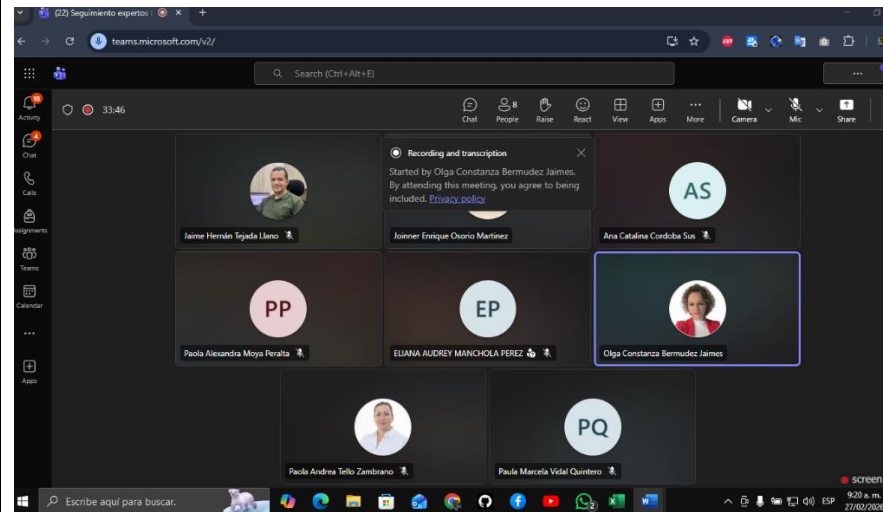 (22) Seguimiento expertos
teams.microsoft.com/v2/
Search (Ctrl+Alt+E)
33:46
Chat
8
People
Raise
React
View
Apps
More
Camera
Mic
Share
18
Activity
4
Chat
Calls
Assignments
Teams
Calendar
Apps
Recording and transcription
Started by Olga Constanza Bermudez Jaimes.
By attending this meeting, you agree to being
included. Privacy policy
Jaime Hernán Tejada Llano
Joinner Enrique Osorio Martinez
AS
Ana Catalina Cordoba Sus
PP
Paola Alexandra Moya Peralta
EP
ELIANA AUDREY MANCHOLA PEREZ
Olga Constanza Bermudez Jaimes
Paola Andrea Tello Zambrano
PQ
Paula Marcela Vidal Quintero
screen
Escribe aquí para buscar.
ESP
9:20 a. m.
27/02/2026